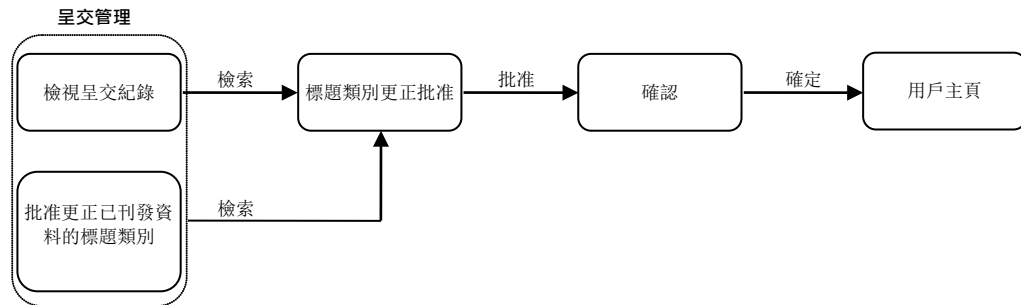 呈交管理
檢視呈交紀錄
檢索
標題類別更正批准
批准
確認
確定
用戶主頁
批准更正已刊發資
料的標題類別
檢索